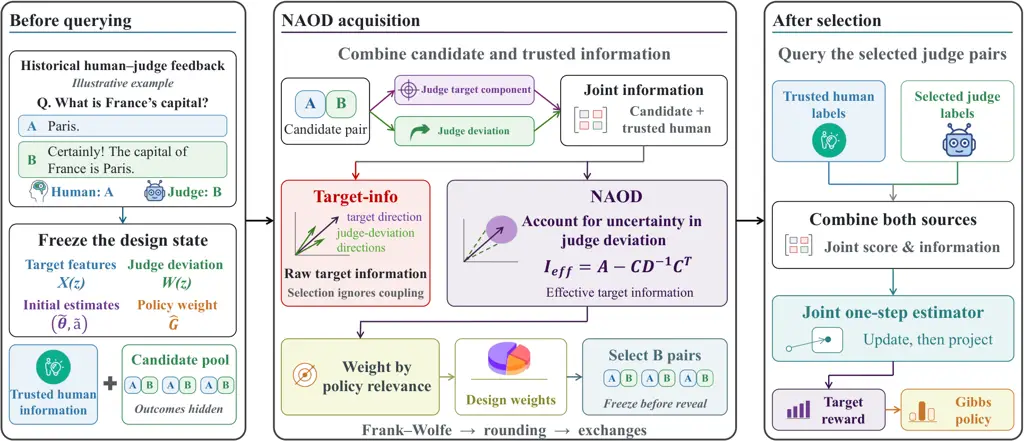 Before querying
Historical human–judge feedback
Illustrative example
Q. What is France's capital?
A Paris.
B Certainly! The capital of
France is Paris.
Human: A Judge: B
Freeze the design state
Target features Judge deviation
X(z) W(z)
Initial estimates Policy weight
(θ̃, ã) Ĝ
Trusted human
information
+
Candidate pool
A B A B A B
Outcomes hidden
NAOD acquisition
Combine candidate and trusted information
A B
Candidate pair
Judge target component
Judge deviation
Joint information
Candidate +
trusted human
Target-info
target direction
judge-deviation
directions
Raw target information
Selection ignores coupling
NAOD
Account for uncertainty in
judge deviation
I_eff = A − CD⁻¹Cᵀ
Effective target information
Weight by
policy relevance
Design weights
Select B pairs
A B A B A B
Freeze before reveal
Frank–Wolfe → rounding → exchanges
After selection
Query the selected judge pairs
Trusted human
labels
Selected judge
labels
Combine both sources
Joint score & information
Joint one-step estimator
Update, then project
Target
reward
Gibbs
policy